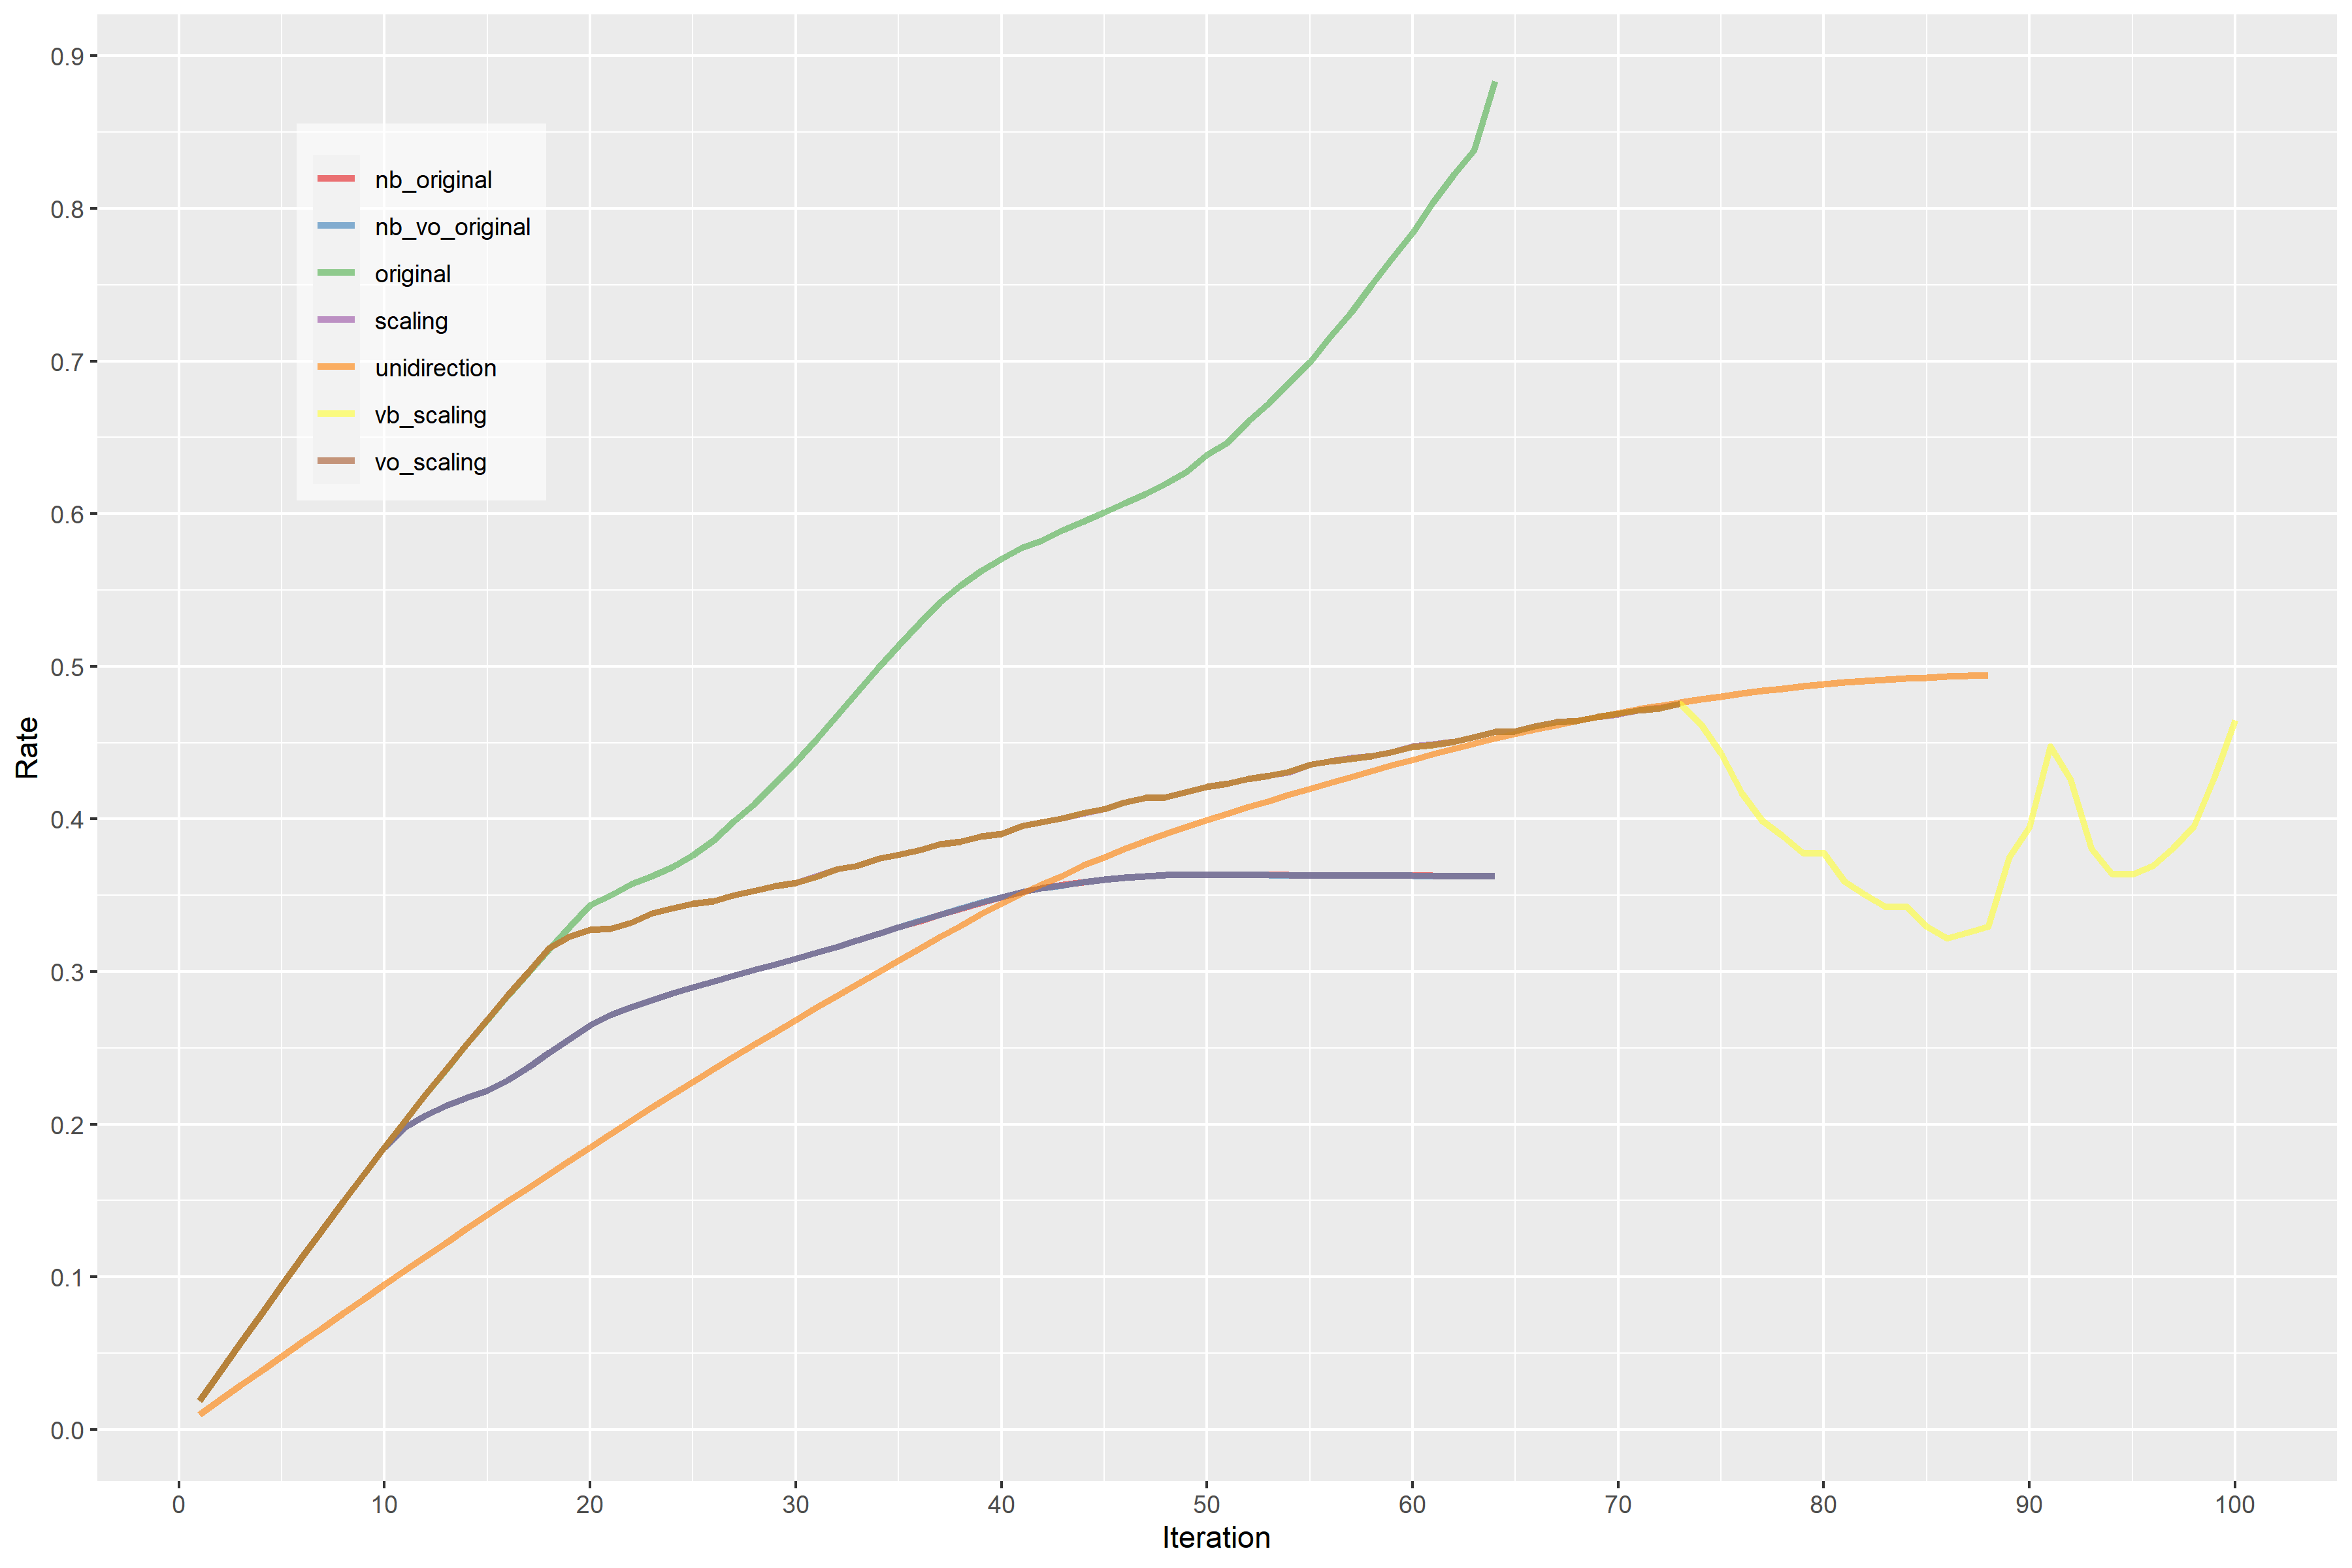 0.9
0.8
0.7
0.6
0.5
0.4
0.3
0.2
0.1
0.0
Rate
nb_original
nb_vo_original
original
scaling
unidirection
vb_scaling
vo_scaling
0 10 20 30 40 50 60 70 80 90 100
Iteration